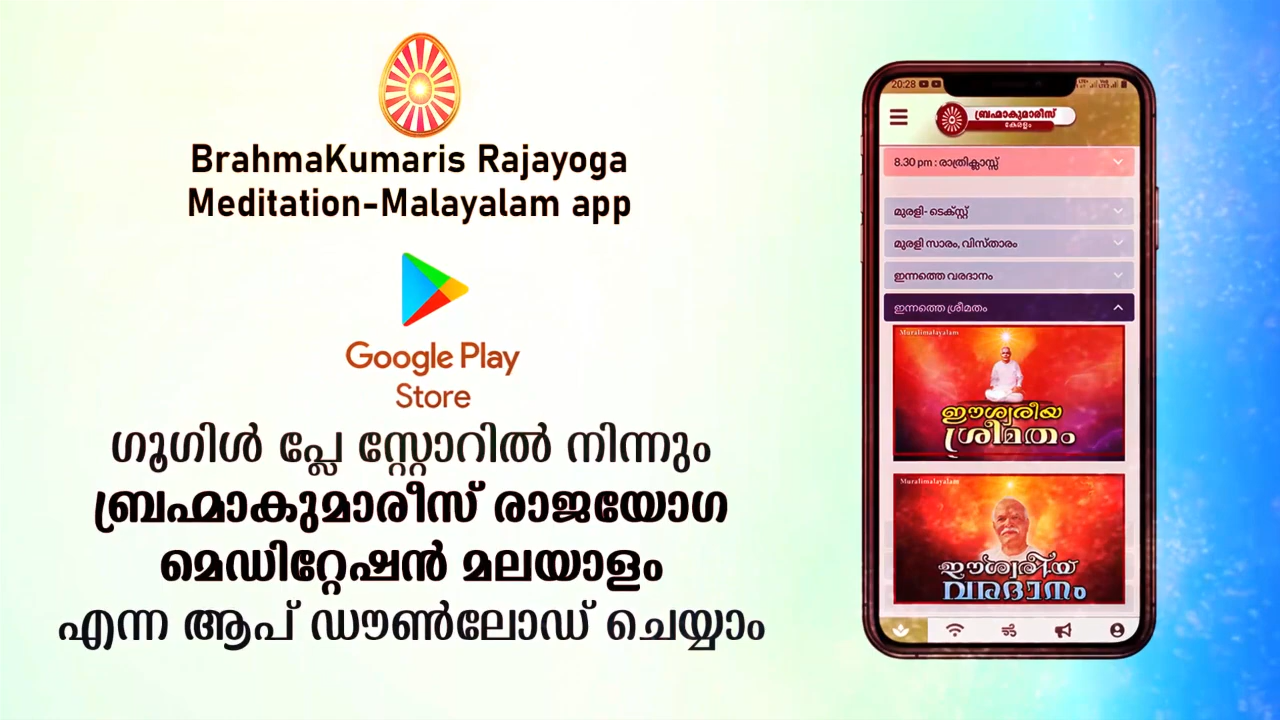 BrahmaKumaris Rajayoga
Meditation-Malayalam app
Google Play
Store
ഗൂഗിൾ പ്ലേ സ്റ്റോറിൽ നിന്നും
ബ്രഹ്മാകുമാരീസ് രാജയോഗ
മെഡിറ്റേഷൻ മലയാളം
എന്ന ആപ് ഡൗൺലോഡ് ചെയ്യാം
20:28
ബ്രഹ്മാകുമാരീസ്
കേരളം
8.30 pm : രാത്രിക്ലാസ്സ്
മുരളി- ടെക്സ്റ്റ്
മുരളി സാരം, വിസ്താരം
ഇന്നത്തെ വരദാനം
ഇന്നത്തെ ശ്രീമതം
Muralimalayalam
ഈശ്വരീയ
ശ്രീമതം
Muralimalayalam
ഈശ്വരീയ
വരദാനം